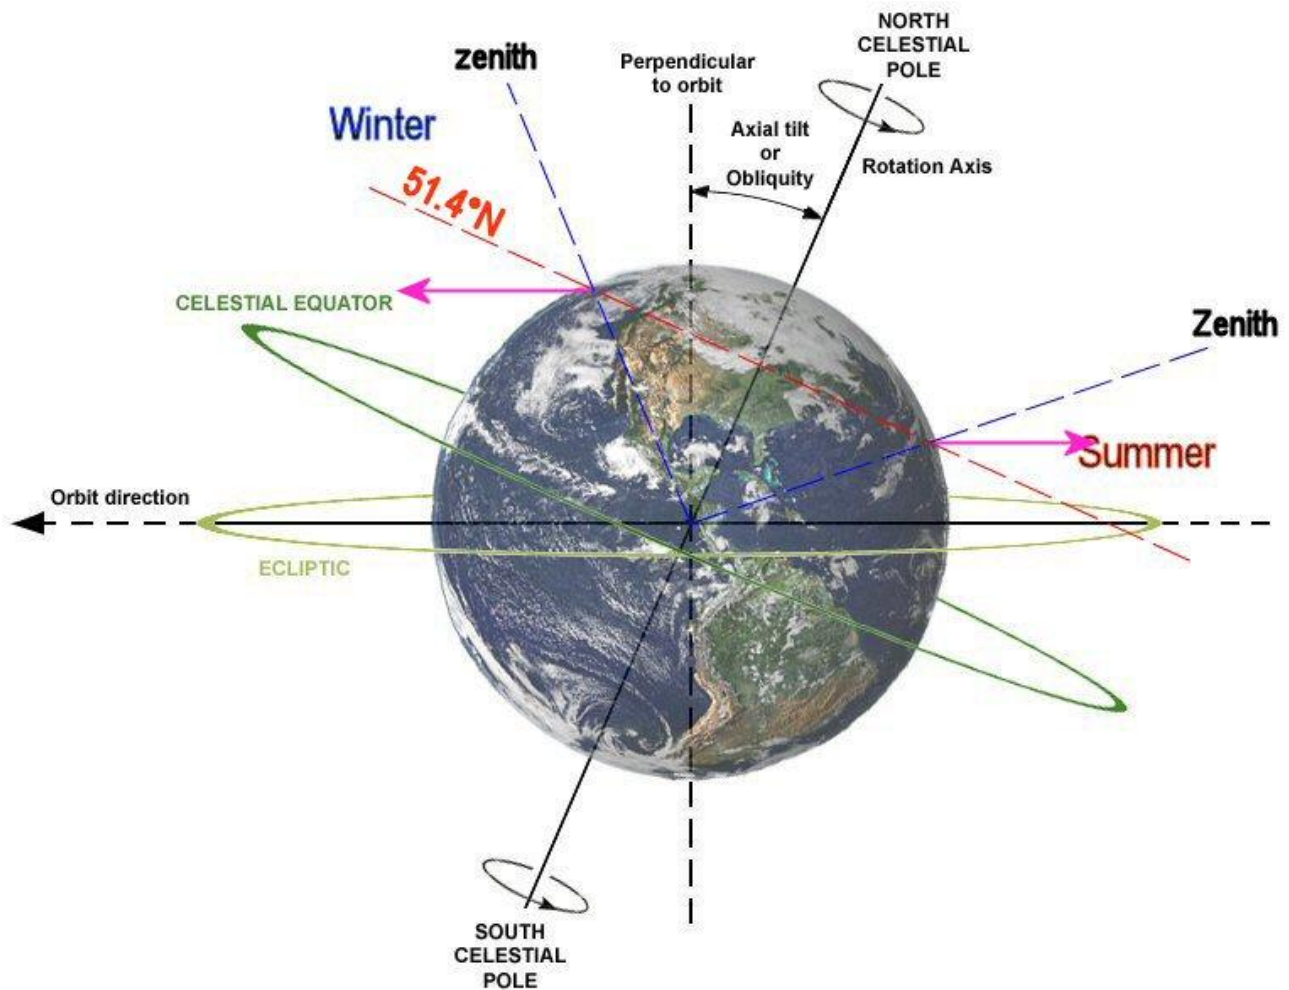 NORTH
CELESTIAL
POLE
zenith
Perpendicular
to orbit
Winter
Axial tilt
or
Obliquity
Rotation Axis
51.4°N
CELESTIAL EQUATOR
Zenith
Summer
Orbit direction
ECLIPTIC
SOUTH
CELESTIAL
POLE